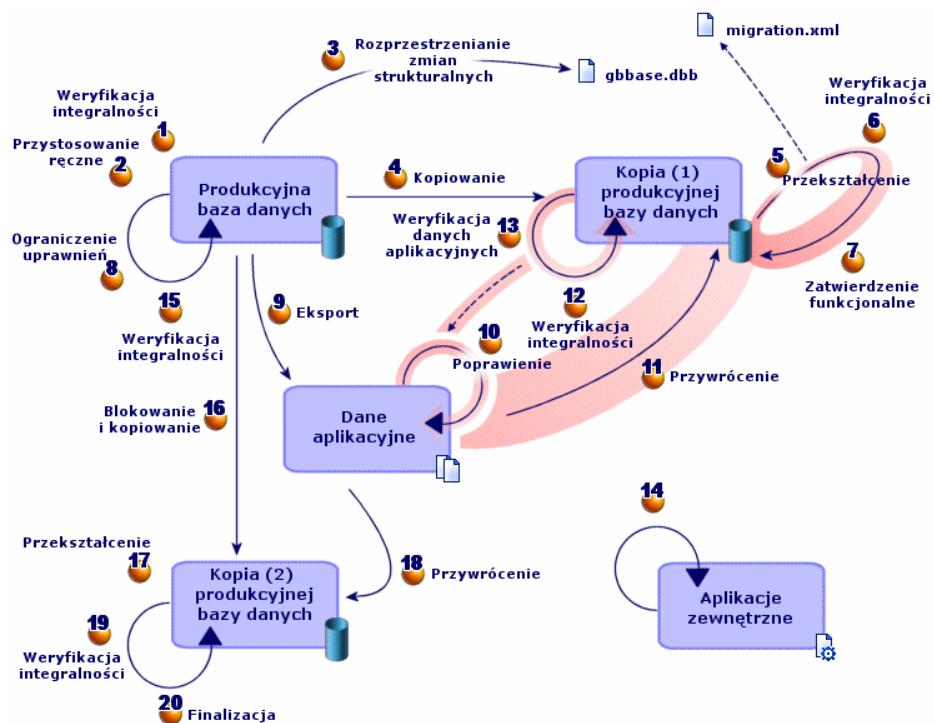 migration.xml
3
Rozprzestrzenianie
zmian
strukturalnych
gbbase.dbb
Weryfikacja
integralności
1
Przystosowanie
ręczne
2
Weryfikacja
integralności
6
5
Przekształcenie
4
Kopiowanie
Produkcyjna
baza danych
Kopia (1)
produkcyjnej
bazy danych
Weryfikacja
danych
aplikacyjnych
13
Ograniczenie
uprawnień
8
7
Zatwierdzenie
funkcjonalne
15
Weryfikacja
integralności
9
Eksport
12
Weryfikacja
integralności
10
Poprawienie
11
Przywrócenie
Blokowanie
i kopiowanie
16
Dane
aplikacyjne
14
Przekształcenie
17
18
Przywrócenie
Kopia (2)
produkcyjnej
bazy danych
Aplikacje
zewnętrzne
19
Weryfikacja
integralności
20
Finalizacja